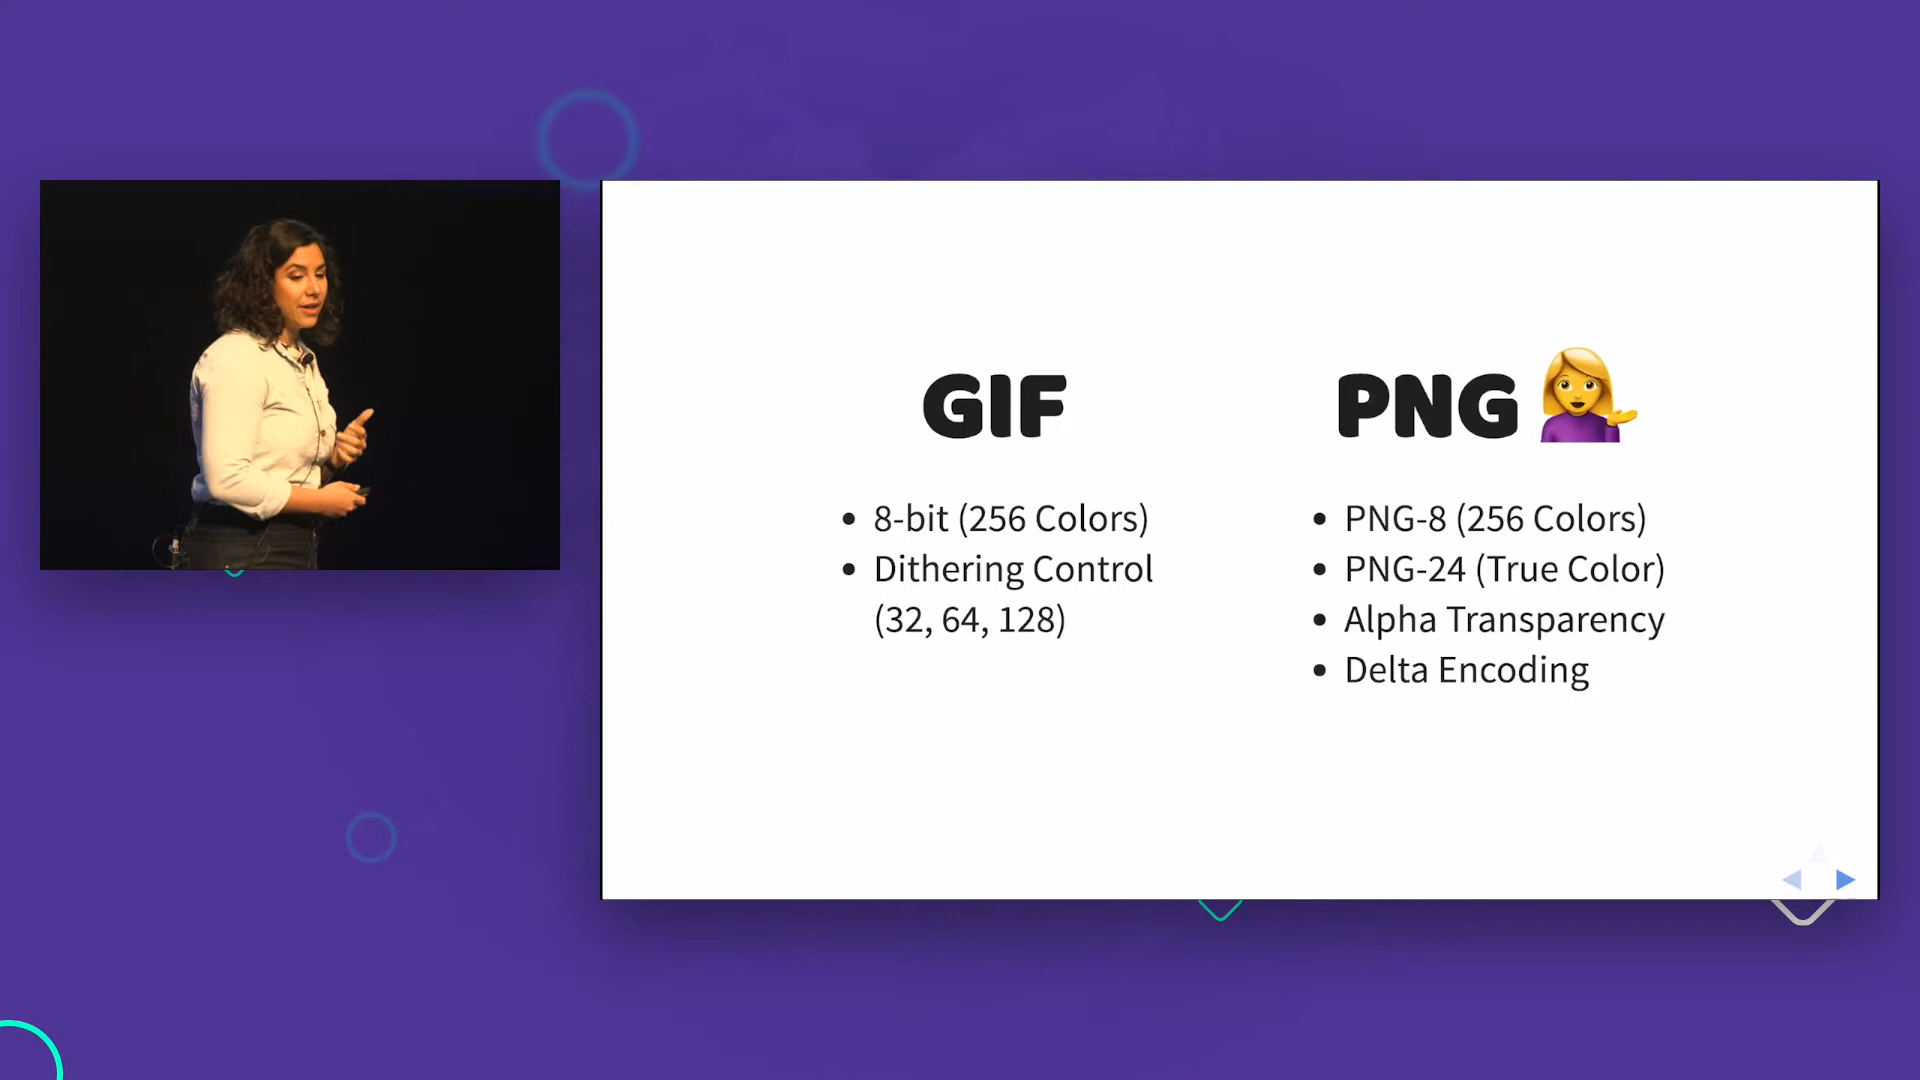 GIF
8-bit (256 Colors)
Dithering Control
(32, 64, 128)
PNG
PNG-8 (256 Colors)
PNG-24 (True Color)
Alpha Transparency
Delta Encoding